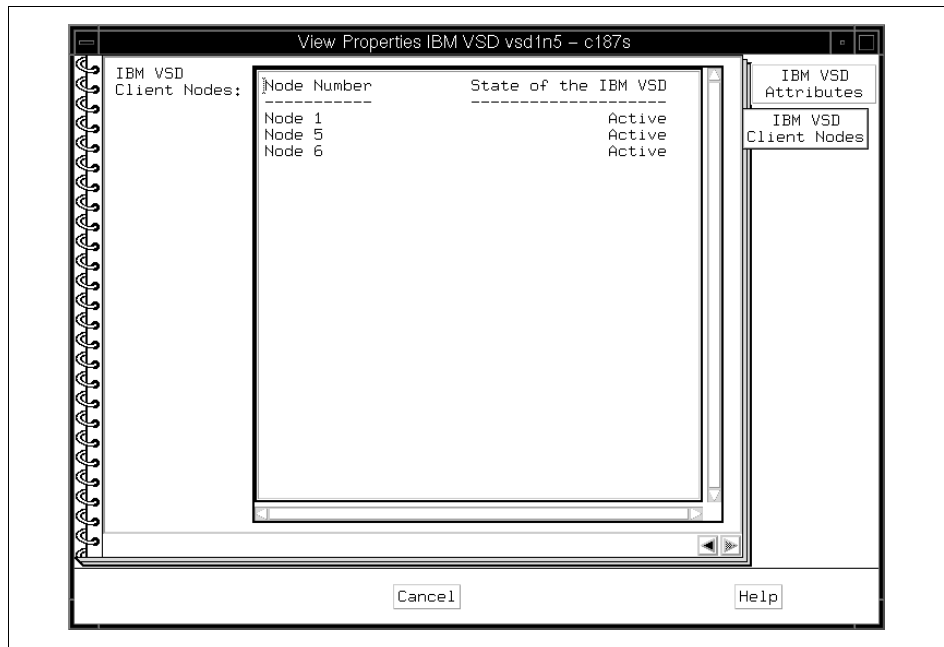 View Properties IBM VSD vsd1n5 – c187s
IBM VSD
Client Nodes:
Node Number State of the IBM VSD
----------- --------------------
Node 1 Active
Node 5 Active
Node 6 Active
IBM VSD
Attributes
IBM VSD
Client Nodes
Cancel
Help